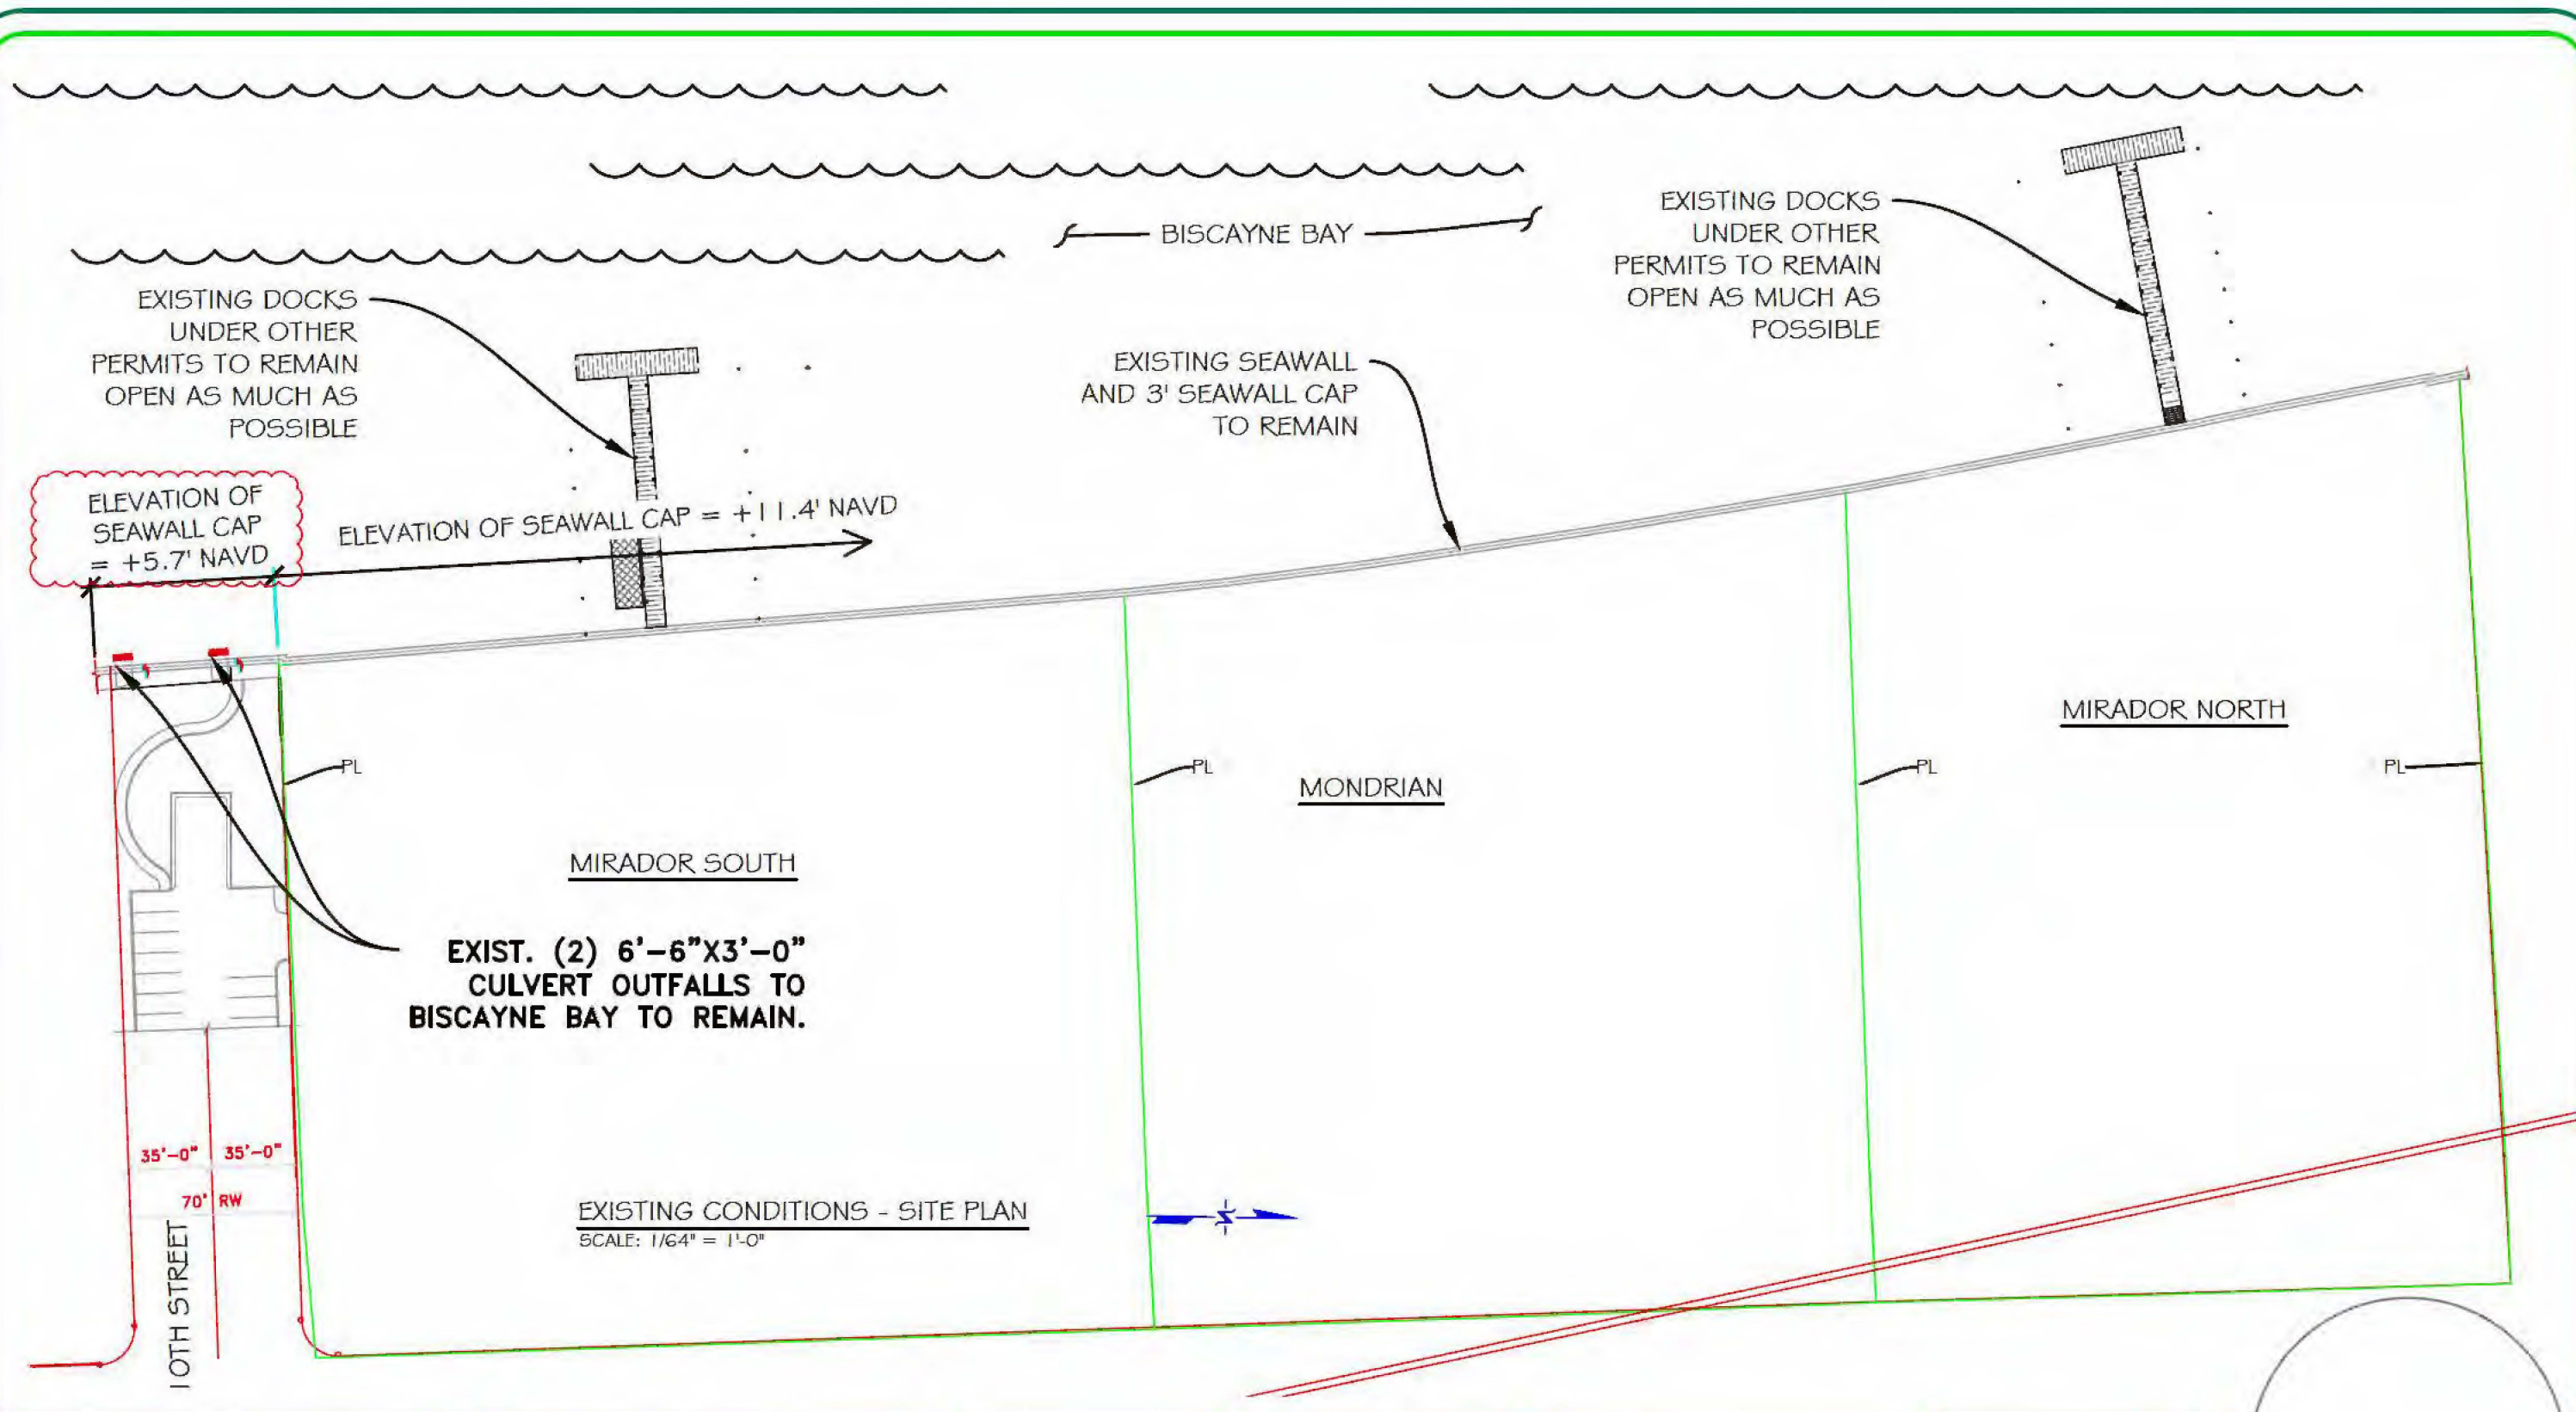 BISCAYNE BAY
EXISTING DOCKS
UNDER OTHER
PERMITS TO REMAIN
OPEN AS MUCH AS
POSSIBLE
EXISTING DOCKS
UNDER OTHER
PERMITS TO REMAIN
OPEN AS MUCH AS
POSSIBLE
EXISTING SEAWALL
AND 3' SEAWALL CAP
TO REMAIN
ELEVATION OF
SEAWALL CAP
= +5.7' NAVD
ELEVATION OF SEAWALL CAP = +11.4' NAVD
MIRADOR NORTH
PL
PL
PL
PL
MONDRIAN
MIRADOR SOUTH
EXIST. (2) 6'-6"X3'-0"
CULVERT OUTFALLS TO
BISCAYNE BAY TO REMAIN.
35'-0" 35'-0"
70' RW
10TH STREET
EXISTING CONDITIONS - SITE PLAN
SCALE: 1/64" = 1'-0"